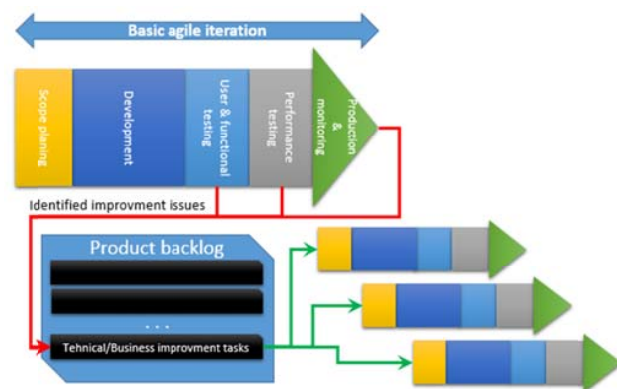 Basic agile iteration
Scope planing
Development
User & functional
testing
Performance
testing
Production
&
monitoring
Identified improvment issues
Product backlog
...
Tehnical/Business improvment tasks